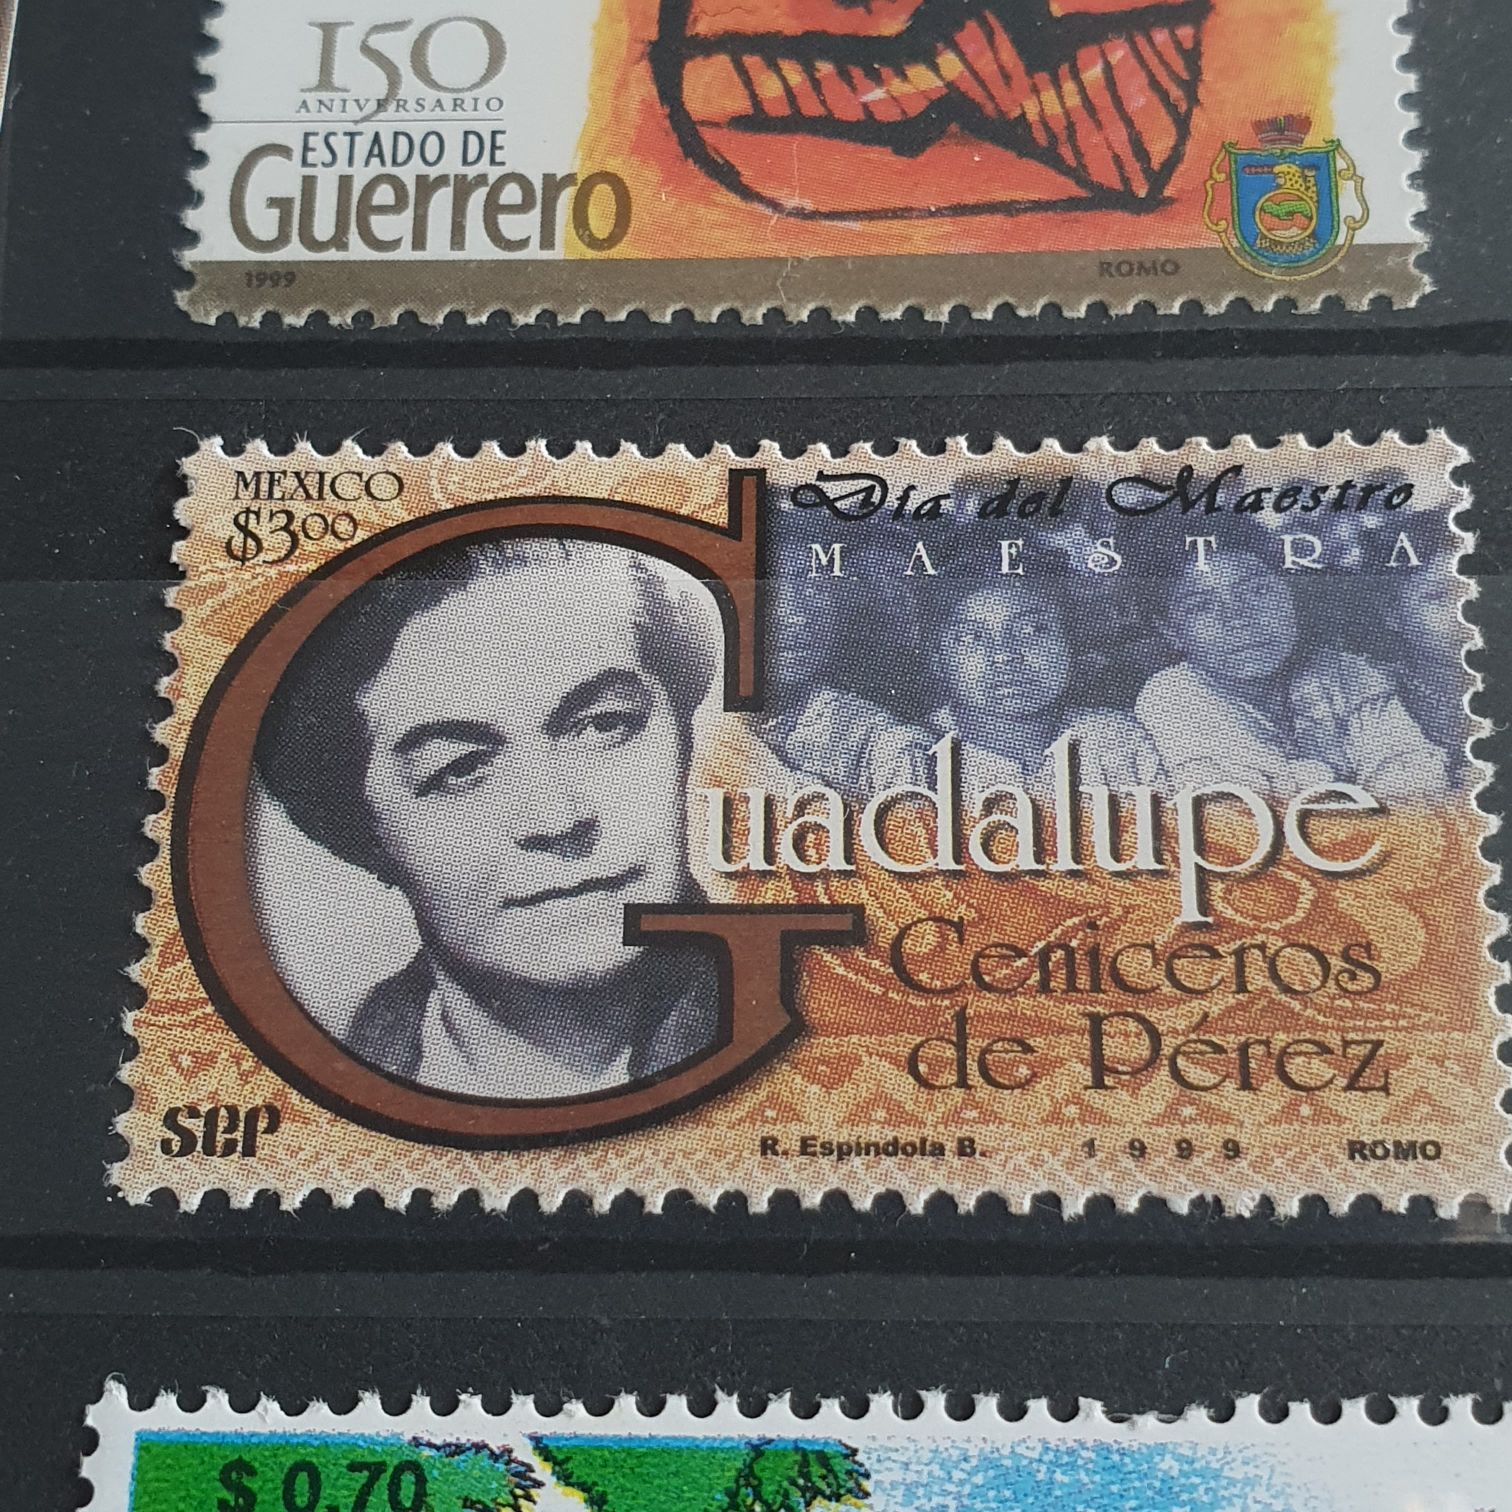 150
ANIVERSARIO
ESTADO DE
Guerrero
1999 ROMO
MEXICO
$3.00
Día del Maestro
MAESTRA
Guadalupe
Ceniceros
de Pérez
SEP
R. Espíndola B. 1999 ROMO
$ 0.70